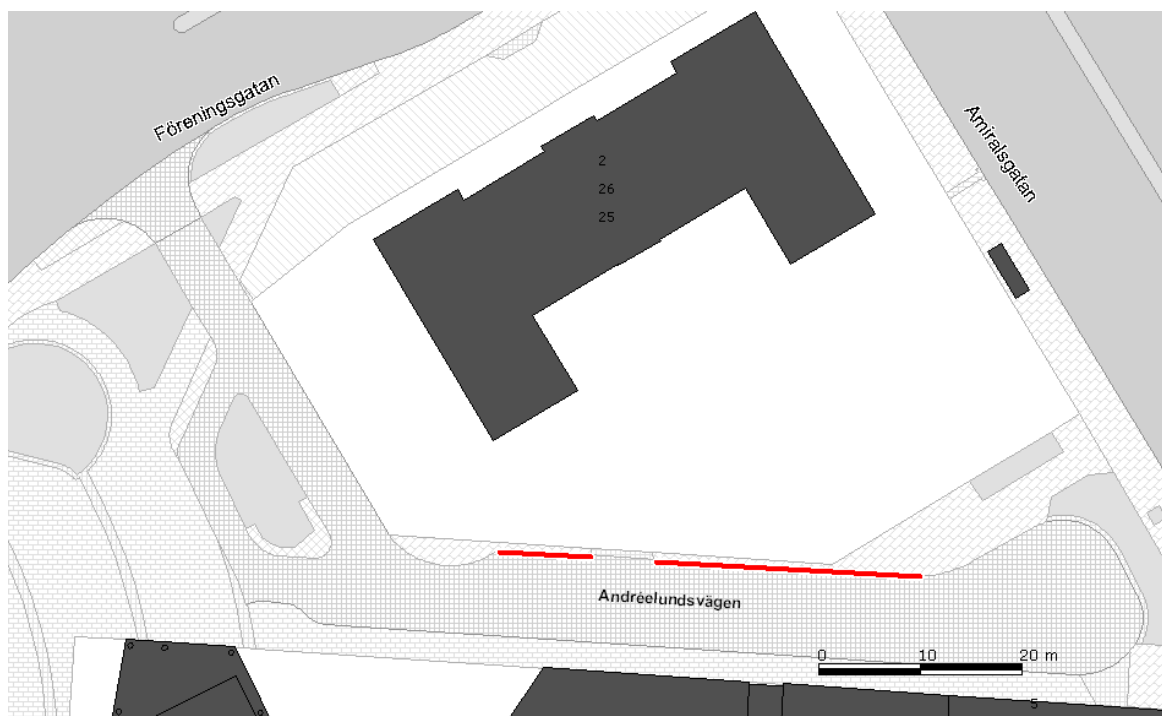 Föreningsgatan
Amiralsgatan
2
26
25
Andréelundsvägen
0 10 20 m
5